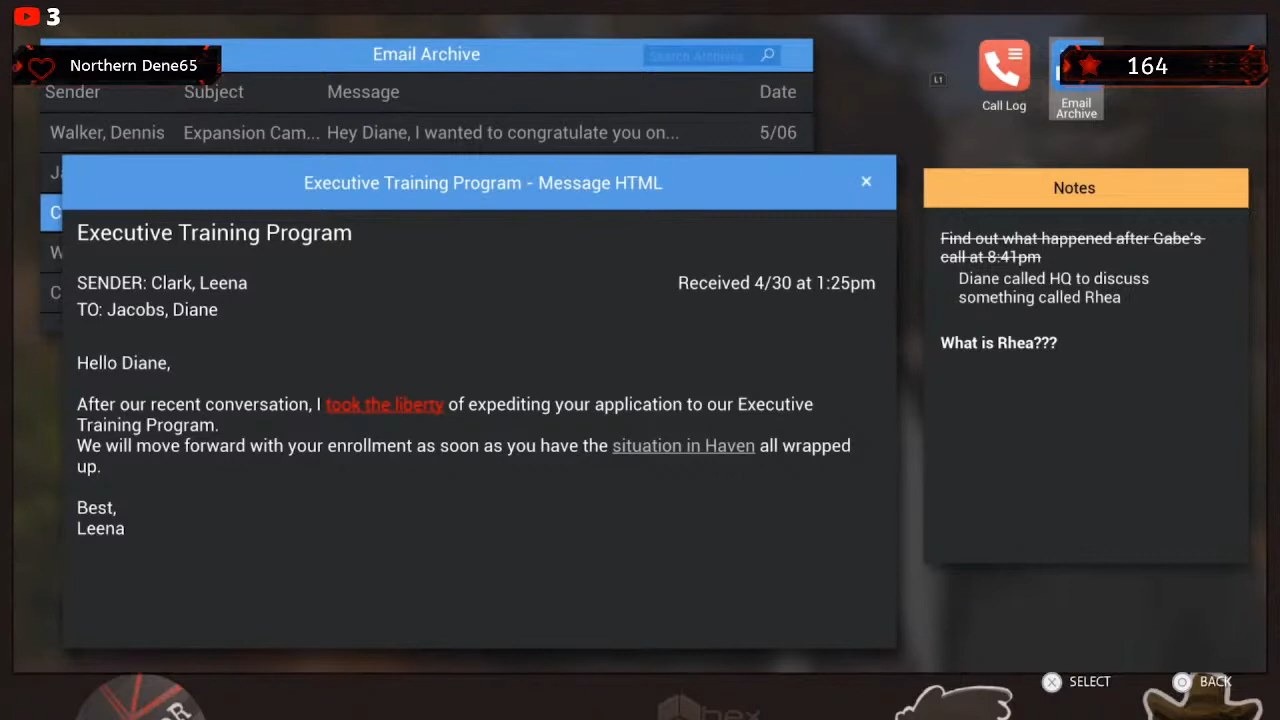 3
Northern Dene65
164
Email Archive
Search Archives
Sender Subject Message Date
Walker, Dennis Expansion Cam... Hey Diane, I wanted to congratulate you on... 5/06
Executive Training Program - Message HTML
Executive Training Program
SENDER: Clark, Leena Received 4/30 at 1:25pm
TO: Jacobs, Diane
Hello Diane,
After our recent conversation, I took the liberty of expediting your application to our Executive
Training Program.
We will move forward with your enrollment as soon as you have the situation in Haven all wrapped
up.
Best,
Leena
L1
Call Log
Email
Archive
Notes
Find out what happened after Gabe's
call at 8:41pm
Diane called HQ to discuss
something called Rhea
What is Rhea???
SELECT
BACK